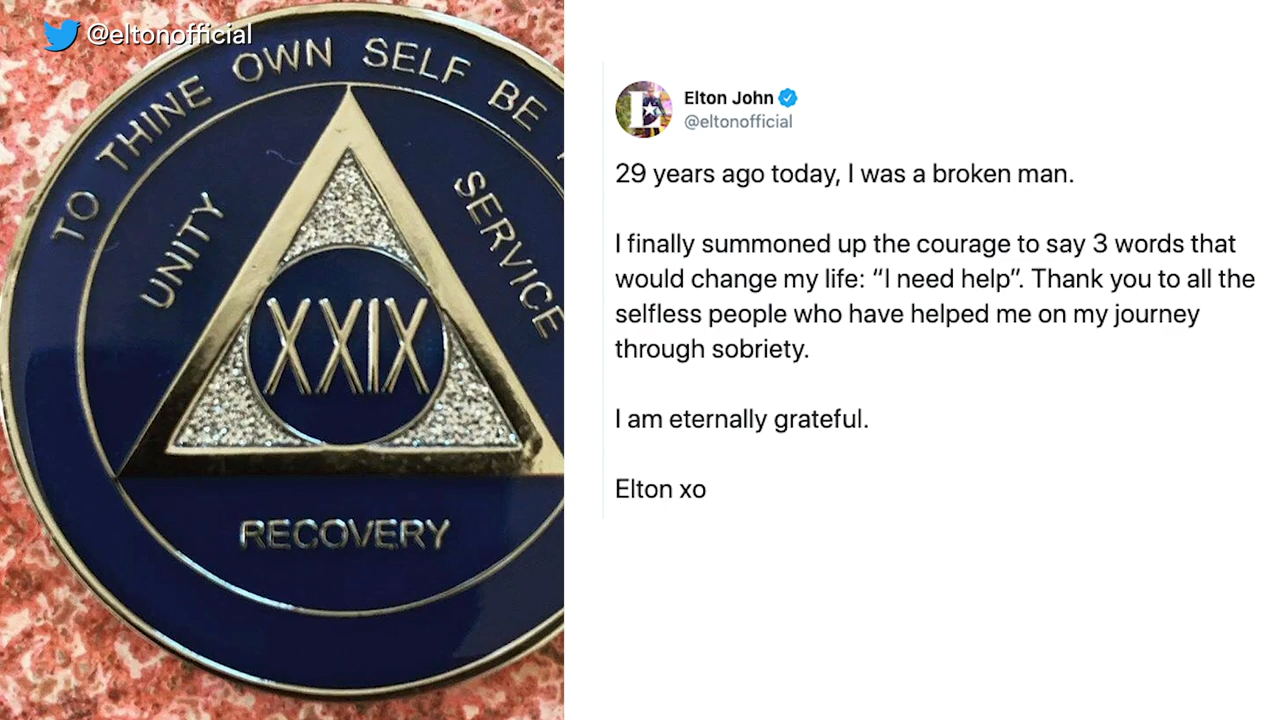 @eltonofficial
TO THINE OWN SELF BE
UNITY
SERVICE
XXIX
RECOVERY
Elton John
@eltonofficial
29 years ago today, I was a broken man.
I finally summoned up the courage to say 3 words that
would change my life: “I need help”. Thank you to all the
selfless people who have helped me on my journey
through sobriety.
I am eternally grateful.
Elton xo